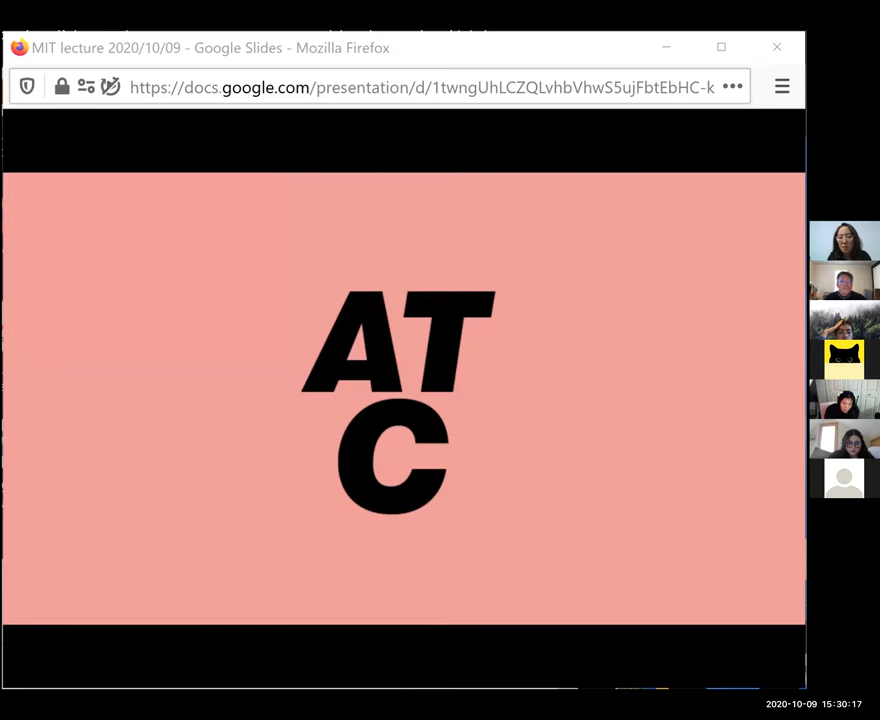 MIT lecture 2020/10/09 - Google Slides - Mozilla Firefox
https://docs.google.com/presentation/d/1twngUhLCZQLvhbVhwS5ujFbtEbHC-k
AT
C
2020-10-09 15:30:17